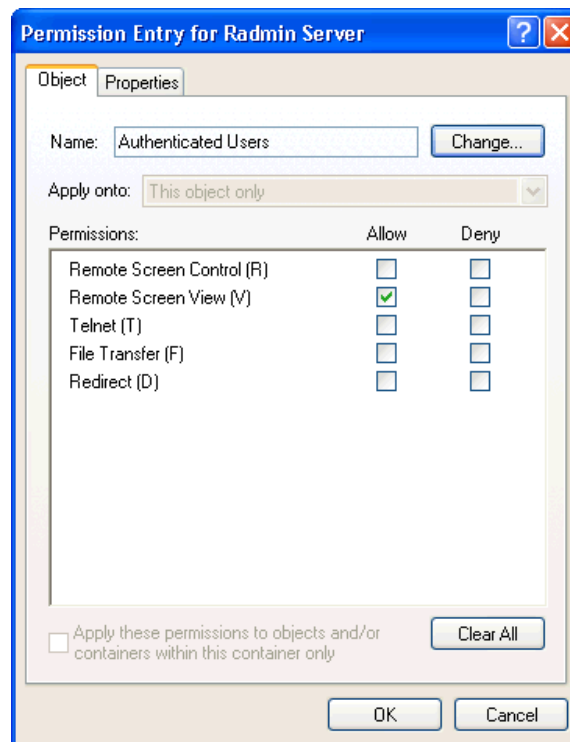 Permission Entry for Radmin Server
Object Properties
Name: Authenticated Users Change...
Apply onto: This object only
Permissions: Allow Deny
Remote Screen Control (R)
Remote Screen View (V)
Telnet (T)
File Transfer (F)
Redirect (D)
Apply these permissions to objects and/or
containers within this container only
Clear All
OK Cancel